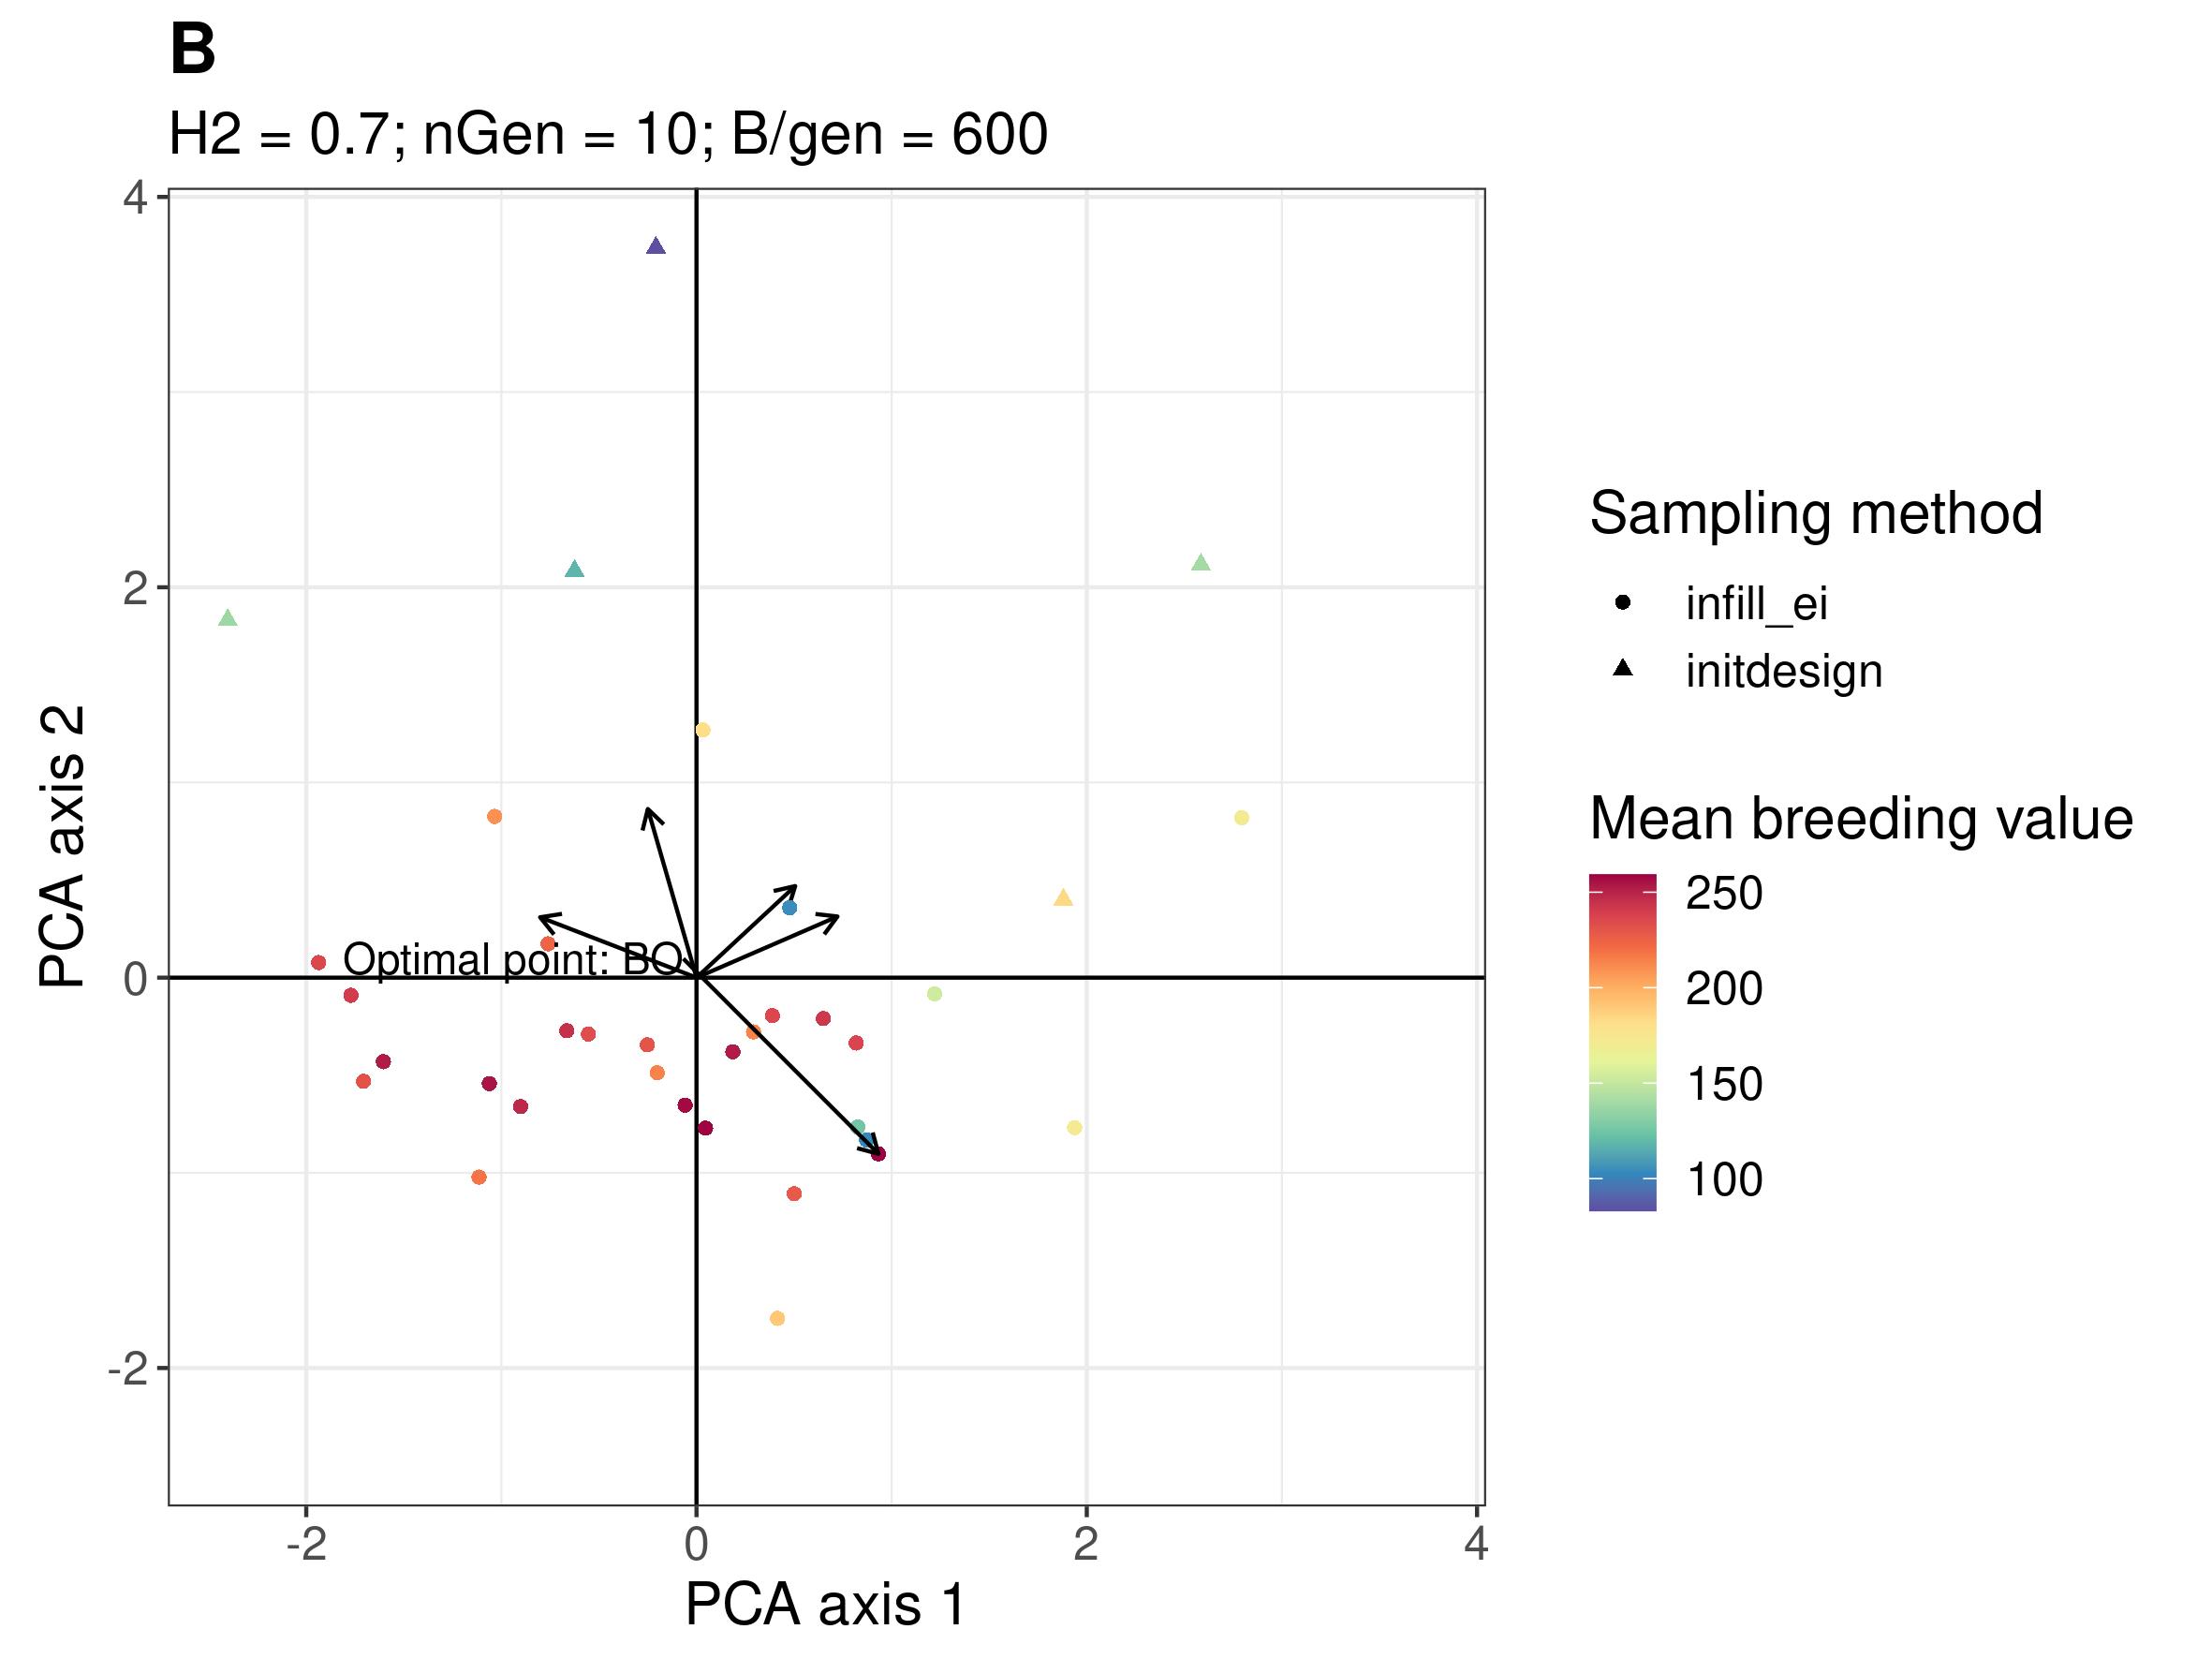 B
H2 = 0.7; nGen = 10; B/gen = 600
4
2
0
-2
PCA axis 2
Optimal point: BO
-2 0 2 4
PCA axis 1
Sampling method
infill_ei
initdesign
Mean breeding value
250
200
150
100